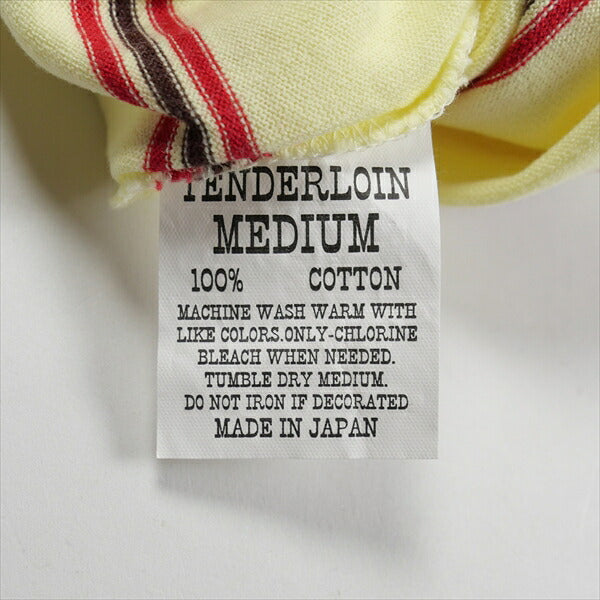 TENDERLOIN
MEDIUM
100% COTTON
MACHINE WASH WARM WITH
LIKE COLORS.ONLY-CHLORINE
BLEACH WHEN NEEDED.
TUMBLE DRY MEDIUM.
DO NOT IRON IF DECORATED
MADE IN JAPAN